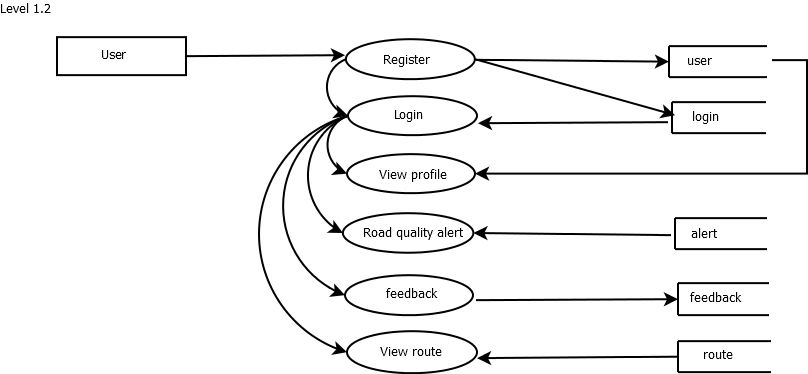 Level 1.2
User
Register
user
Login
login
View profile
Road quality alert
alert
feedback
feedback
View route
route